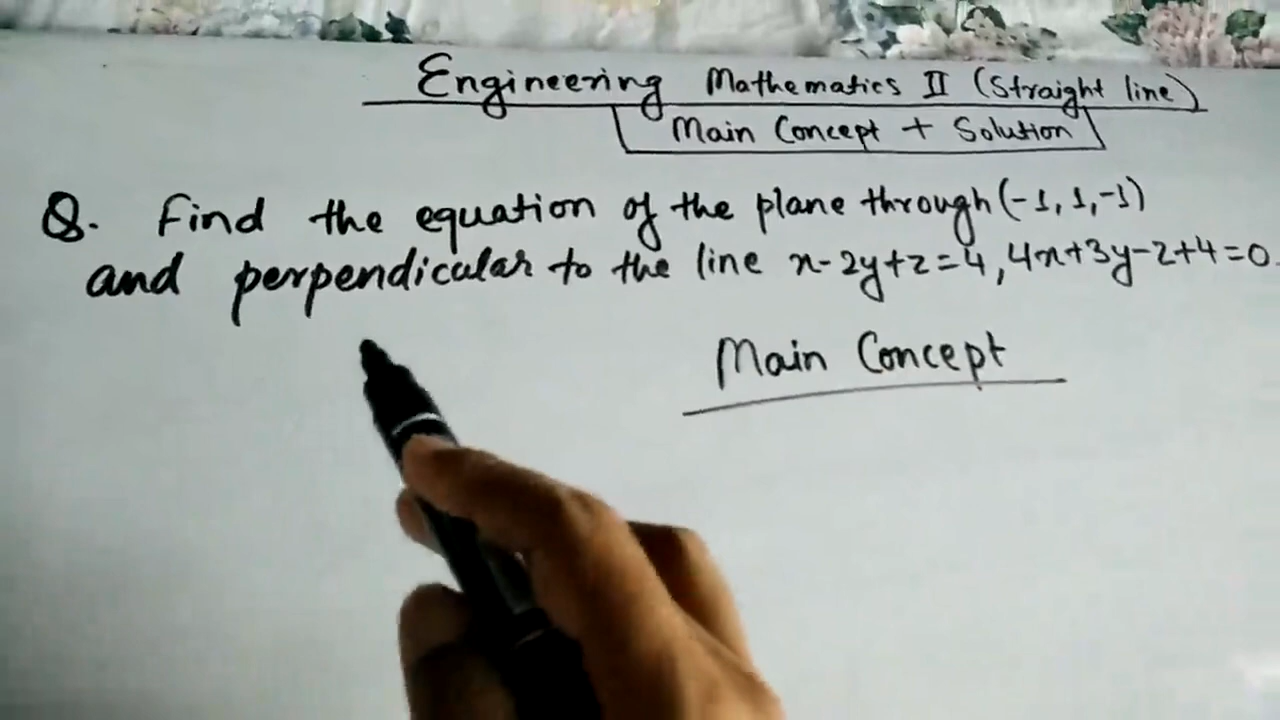 Engineering Mathematics II (Straight line)
Main Concept + Solution
Q. Find the equation of the plane through (-1, 1, -1)
and perpendicular to the line x-2y+z=4, 4x+3y-z+4=0.
Main Concept